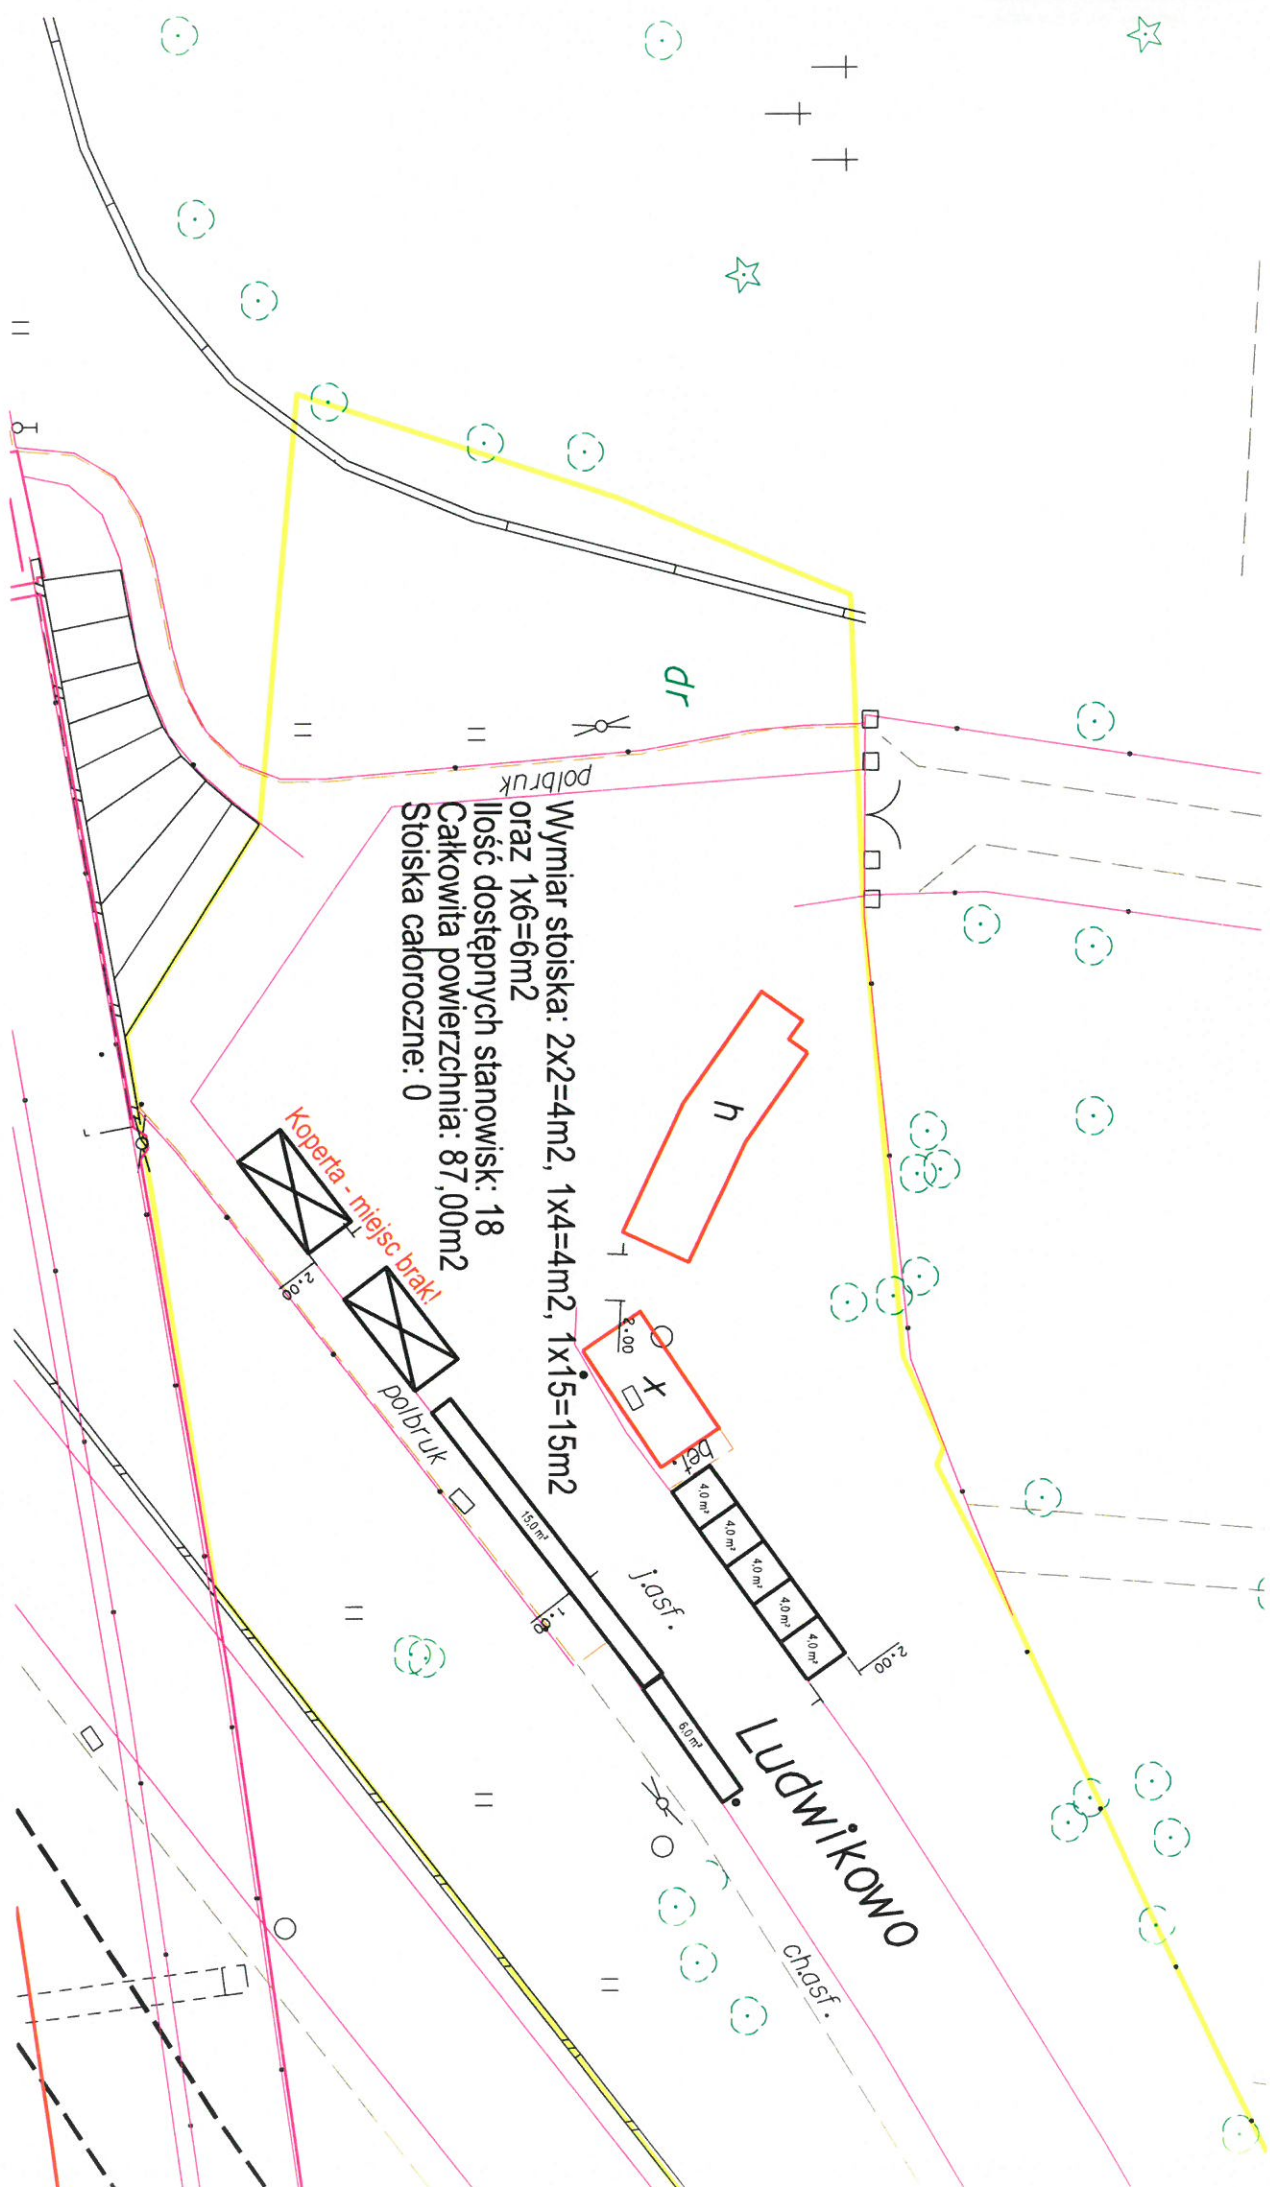 dr
polbruk
Wymiar stoiska: 2x2=4m2, 1x4=4m2, 1x15=15m2
oraz 1x6=6m2
Ilość dostępnych stanowisk: 18
Całkowita powierzchnia: 87,00m2
Stoiska całoroczne: 0
h
Koperta - miejsc brak!
2.00
2.00
x
bet.
polbruk
4,0 m²
4,0 m²
4,0 m²
4,0 m²
4,0 m²
15,0 m²
j.asf.
2.00
6,0 m²
Ludwikowo
ch.asf.